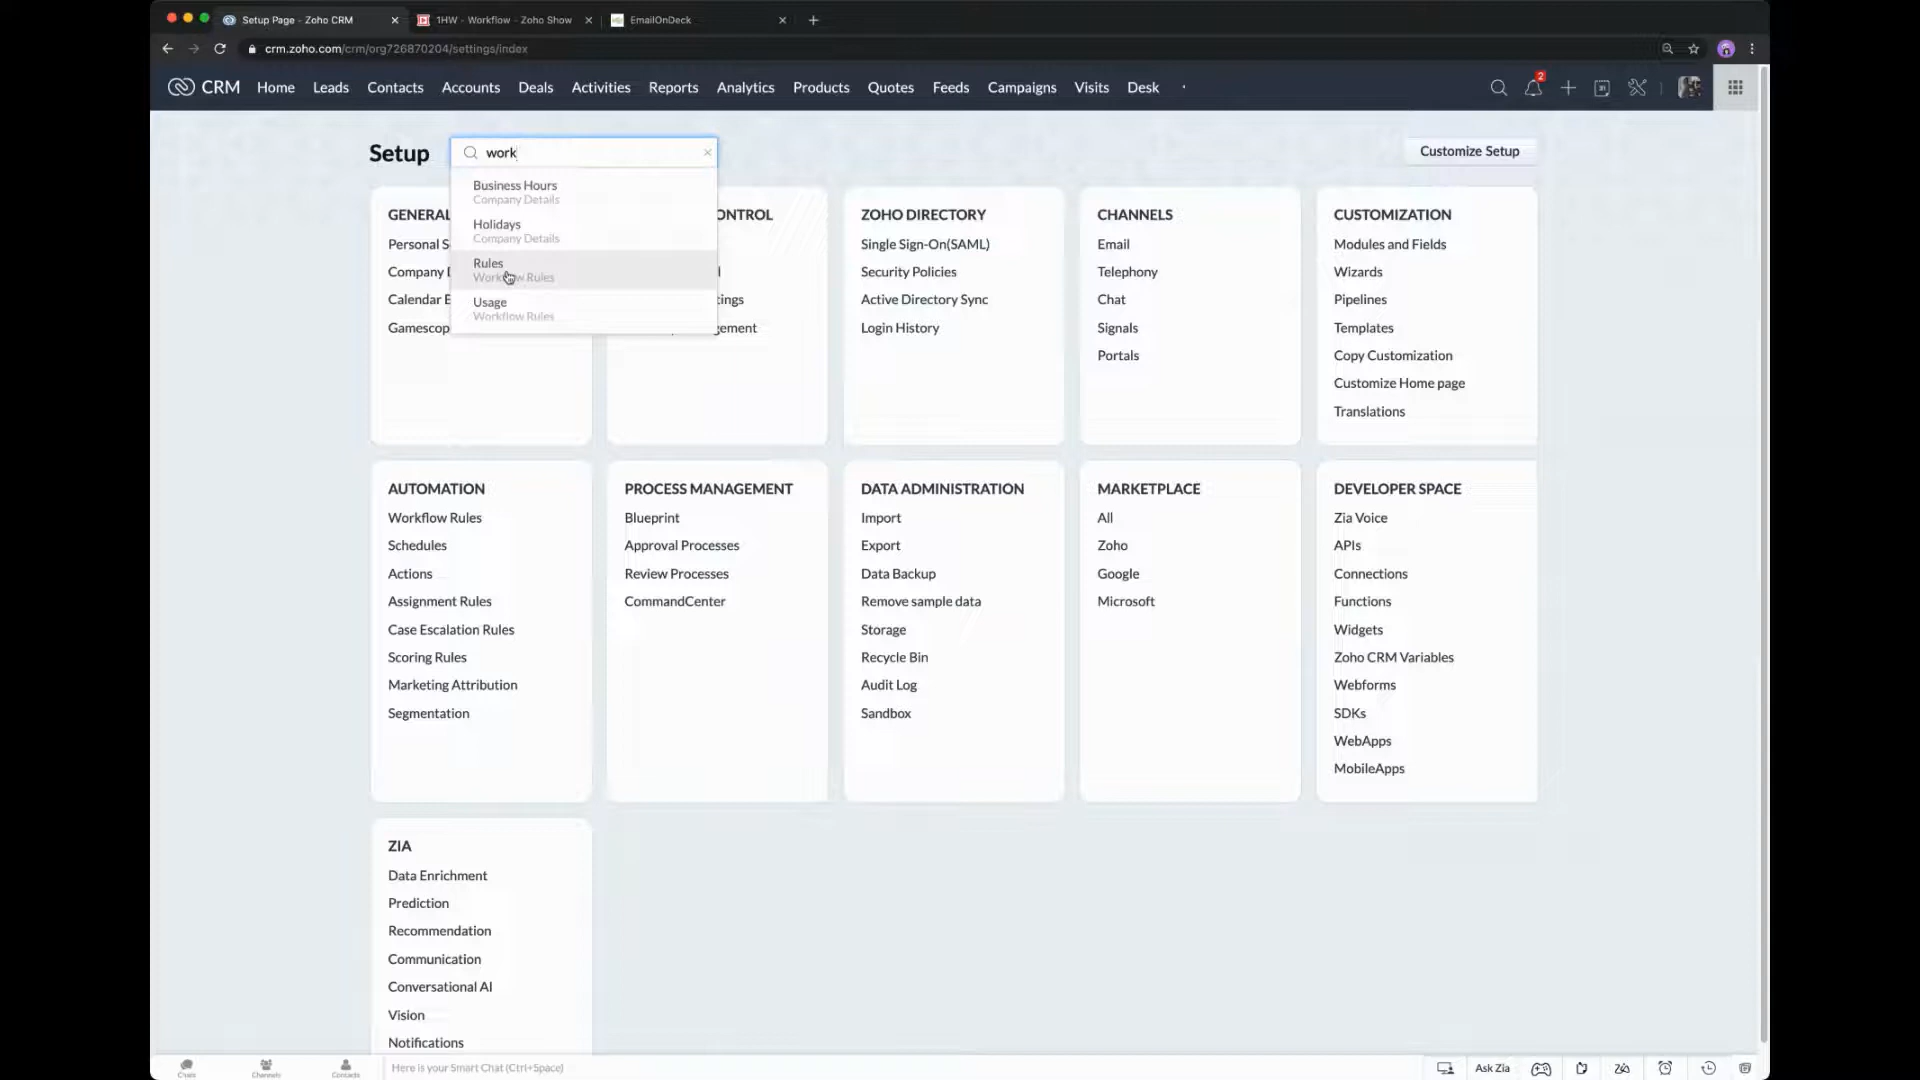 Setup Page - Zoho CRM
1HW - Workflow - Zoho Show
EmailOnDeck
crm.zoho.com/crm/org726870204/settings/index
CRM
Home
Leads
Contacts
Accounts
Deals
Activities
Reports
Analytics
Products
Quotes
Feeds
Campaigns
Visits
Desk
2
Setup
work
Customize Setup
Business Hours
Company Details
Holidays
Company Details
Rules
Workflow Rules
Usage
Workflow Rules
GENERAL
Personal S
Company D
Calendar B
Gamescop
ONTROL
l
tings
ement
ZOHO DIRECTORY
Single Sign-On(SAML)
Security Policies
Active Directory Sync
Login History
CHANNELS
Email
Telephony
Chat
Signals
Portals
CUSTOMIZATION
Modules and Fields
Wizards
Pipelines
Templates
Copy Customization
Customize Home page
Translations
AUTOMATION
Workflow Rules
Schedules
Actions
Assignment Rules
Case Escalation Rules
Scoring Rules
Marketing Attribution
Segmentation
PROCESS MANAGEMENT
Blueprint
Approval Processes
Review Processes
CommandCenter
DATA ADMINISTRATION
Import
Export
Data Backup
Remove sample data
Storage
Recycle Bin
Audit Log
Sandbox
MARKETPLACE
All
Zoho
Google
Microsoft
DEVELOPER SPACE
Zia Voice
APIs
Connections
Functions
Widgets
Zoho CRM Variables
Webforms
SDKs
WebApps
MobileApps
ZIA
Data Enrichment
Prediction
Recommendation
Communication
Conversational AI
Vision
Notifications
Chats
Channels
Contacts
Here is your Smart Chat (Ctrl+Space)
Ask Zia